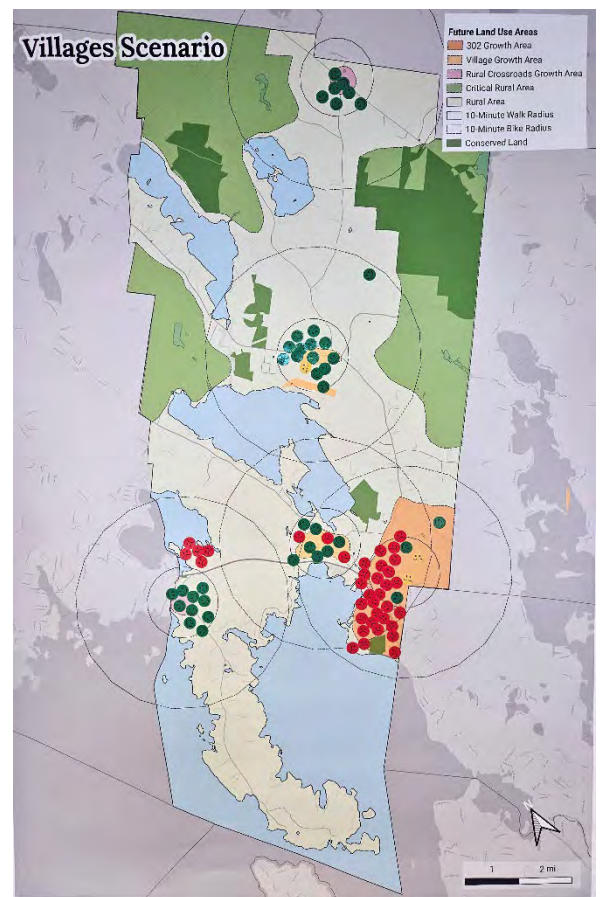 Villages Scenario
Future Land Use Areas
302 Growth Area
Village Growth Area
Rural Crossroads Growth Area
Critical Rural Area
Rural Area
10-Minute Walk Radius
10-Minute Bike Radius
Conserved Land
1 2 mi